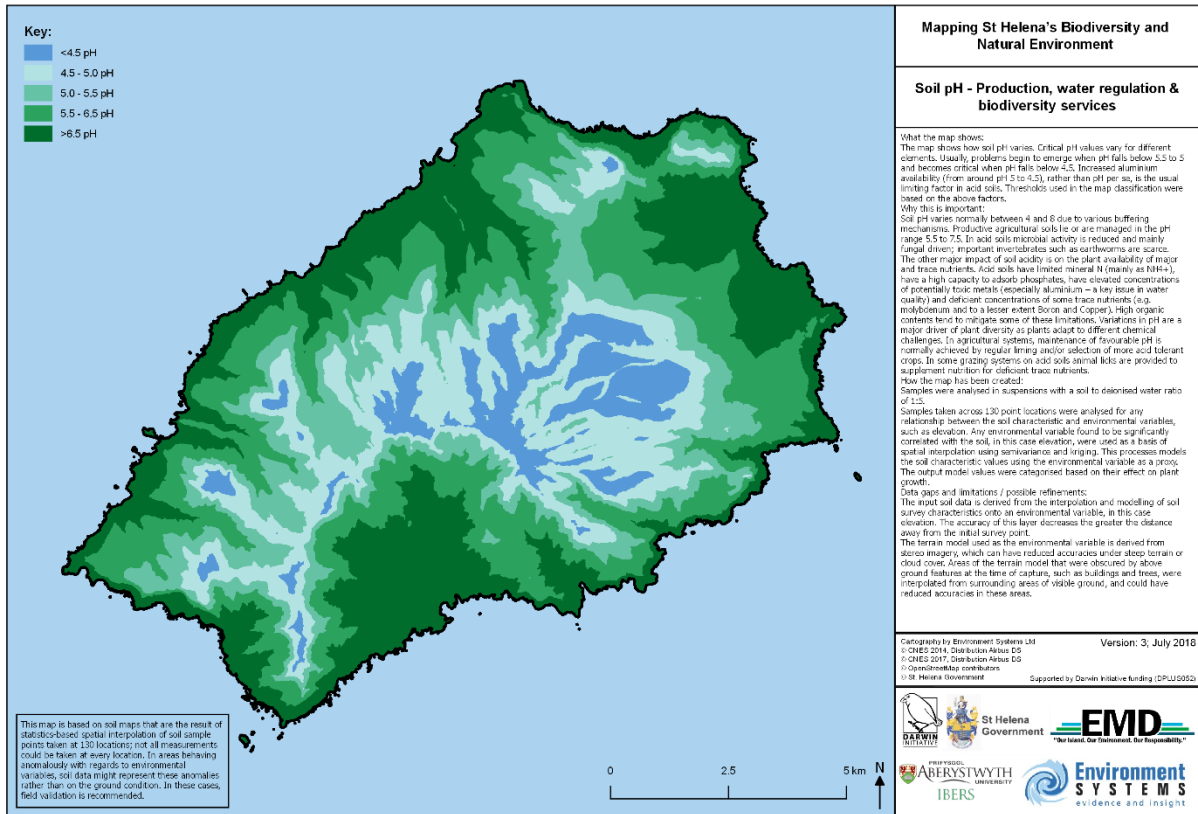 Key:
<4.5 pH
4.5 - 5.0 pH
5.0 - 5.5 pH
5.5 - 6.5 pH
>6.5 pH
This map is based on soil maps that are the result of
statistics-based spatial interpolation of soil sample
points taken at 130 locations; not all measurements
could be taken at every location. In areas behaving
anomalously with regards to environmental
variables, soil data might represent these anomalies
rather than on the ground condition. In these cases,
field validation is recommended.
0 2.5 5 km
N
Mapping St Helena's Biodiversity and
Natural Environment
Soil pH - Production, water regulation &
biodiversity services
What the map shows:
The map shows how soil pH varies. Critical pH values vary for different
elements. Usually, problems begin to emerge when pH falls below 5.5 to 5
and becomes critical when pH falls below 4.5. Increased aluminium
availability (from around pH 5 to 4.5), rather than pH per se, is the usual
limiting factor in acid soils. Thresholds used in the map classification were
based on the above factors.
Why this is important:
Soil pH varies normally between 4 and 8 due to various buffering
mechanisms. Productive agricultural soils lie or are managed in the pH
range 5.5 to 7.5. In acid soils microbial activity is reduced and mainly
fungal driven; important invertebrates such as earthworms are scarce.
The other major impact of soil acidity is on the plant availability of major
and trace nutrients. Acid soils have limited mineral N (mainly as NH4+),
have a high capacity to adsorb phosphates, have elevated concentrations
of potentially toxic metals (especially aluminium – a key issue in water
quality) and deficient concentrations of some trace nutrients (e.g.
molybdenum and to a lesser extent Boron and Copper). High organic
contents tend to mitigate some of these limitations. Variations in pH are a
major driver of plant diversity as plants adapt to different chemical
challenges. In agricultural systems, maintenance of favourable pH is
normally achieved by regular liming and/or selection of more acid tolerant
crops. In some grazing systems on acid soils animal licks are provided to
supplement nutrition for deficient trace nutrients.
How the map has been created:
Samples were analysed in suspensions with a soil to deionised water ratio
of 1:5.
Samples taken across 130 point locations were analysed for any
relationship between the soil characteristic and environmental variables,
such as elevation. Any environmental variable found to be significantly
correlated with the soil, in this case elevation, were used as a basis of
spatial interpolation using semivariance and kriging. This processes models
the soil characteristic values using the environmental variable as a proxy.
The output model values were categorised based on their effect on plant
growth.
Data gaps and limitations / possible refinements:
The input soil data is derived from the interpolation and modelling of soil
survey characteristics onto an environmental variable, in this case
elevation. The accuracy of this layer decreases the greater the distance
away from the initial survey point.
The terrain model used as the environmental variable is derived from
stereo imagery, which can have reduced accuracies under steep terrain or
cloud cover. Areas of the terrain model that were obscured by above
ground features at the time of capture, such as buildings and trees, were
interpolated from surrounding areas of visible ground, and could have
reduced accuracies in these areas.
Cartography by Environment Systems Ltd
© CNES 2014, Distribution Airbus DS
© CNES 2017, Distribution Airbus DS
© OpenStreetMap contributors
© St. Helena Government
Version: 3; July 2018
Supported by Darwin Initiative funding (DPLUS052)
DARWIN
INITIATIVE
St Helena
Government
EMD
"Our Island. Our Environment. Our Responsibility."
PRIFYSGOL
ABERYSTWYTH
UNIVERSITY
IBERS
Environment
SYSTEMS
evidence and insight